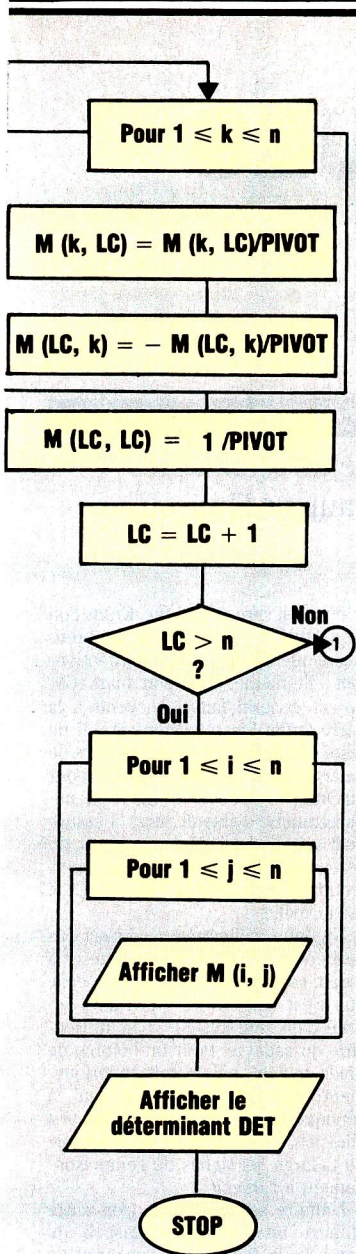 Pour 1 ⩽ k ⩽ n
M (k, LC) = M (k, LC)/PIVOT
M (LC, k) = − M (LC, k)/PIVOT
M (LC, LC) = 1 /PIVOT
LC = LC + 1
LC > n
?
Non
1
Oui
Pour 1 ⩽ i ⩽ n
Pour 1 ⩽ j ⩽ n
Afficher M (i, j)
Afficher le
déterminant DET
STOP